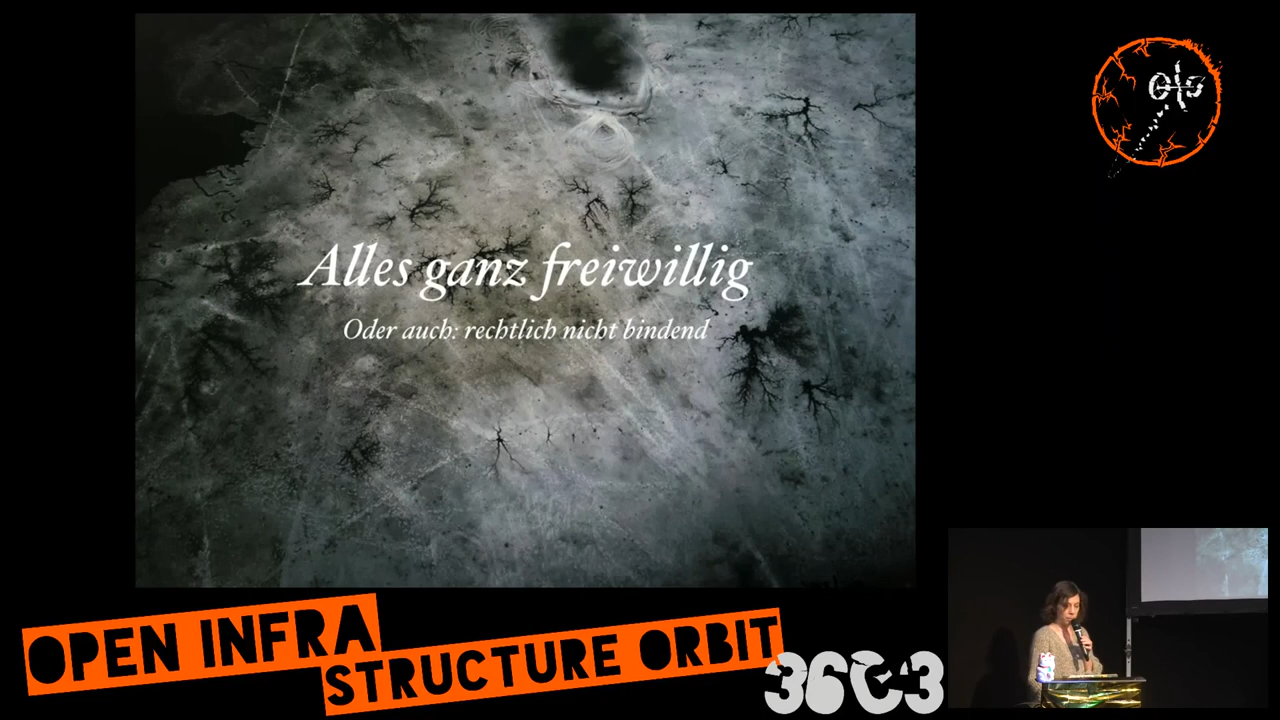 Alles ganz freiwillig
Oder auch: rechtlich nicht bindend
OPEN INFRA
STRUCTURE ORBIT
36C3